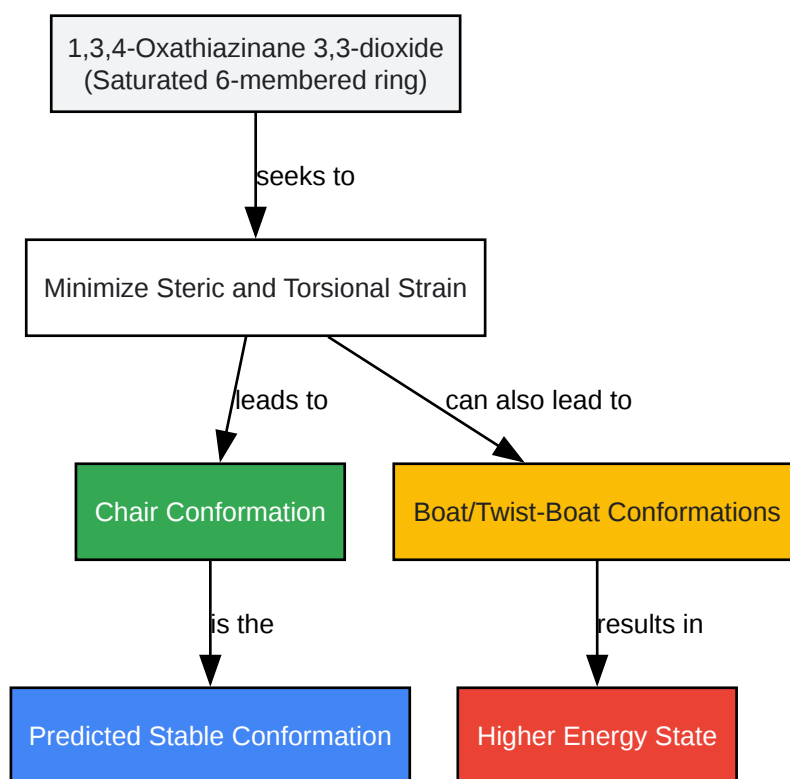 1,3,4-Oxathiazinane 3,3-dioxide
(Saturated 6-membered ring)
seeks to
Minimize Steric and Torsional Strain
leads to
can also lead to
Chair Conformation
Boat/Twist-Boat Conformations
is the
results in
Predicted Stable Conformation
Higher Energy State